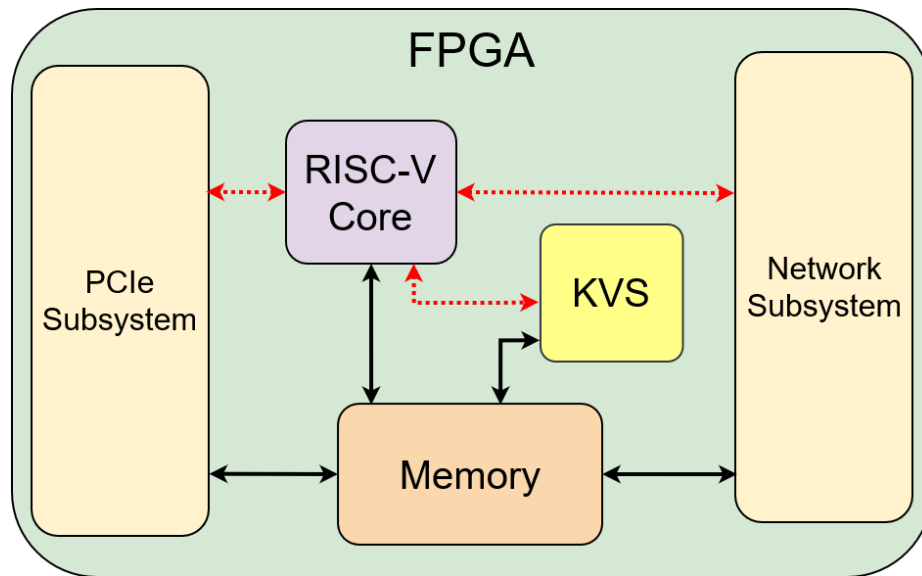 FPGA
RISC-V
Core
PCIe
Subsystem
KVS
Network
Subsystem
Memory